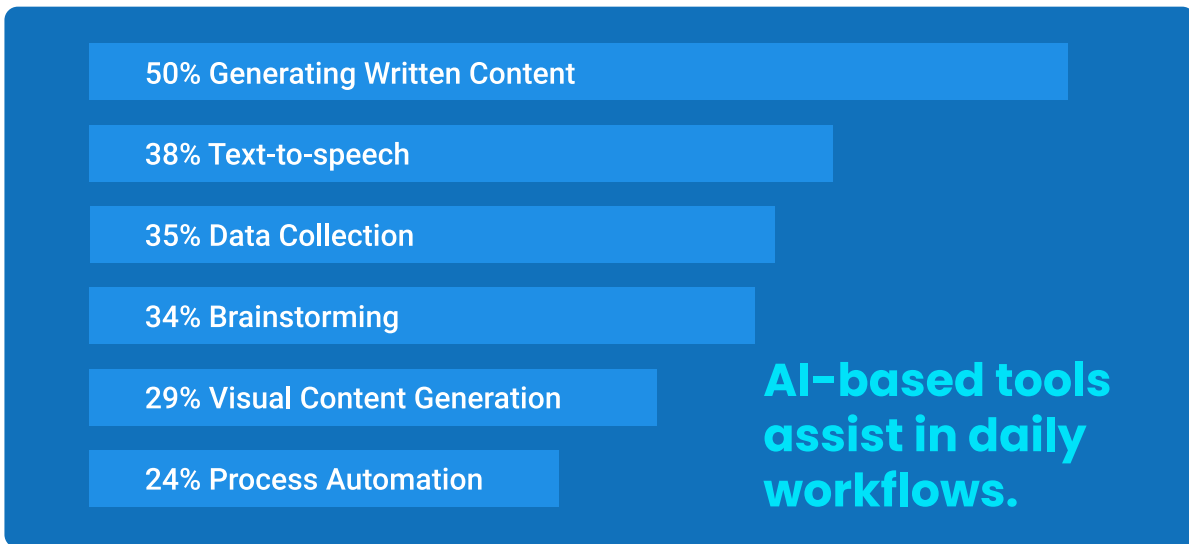 50% Generating Written Content
38% Text-to-speech
35% Data Collection
34% Brainstorming
29% Visual Content Generation
24% Process Automation
AI-based tools
assist in daily
workflows.